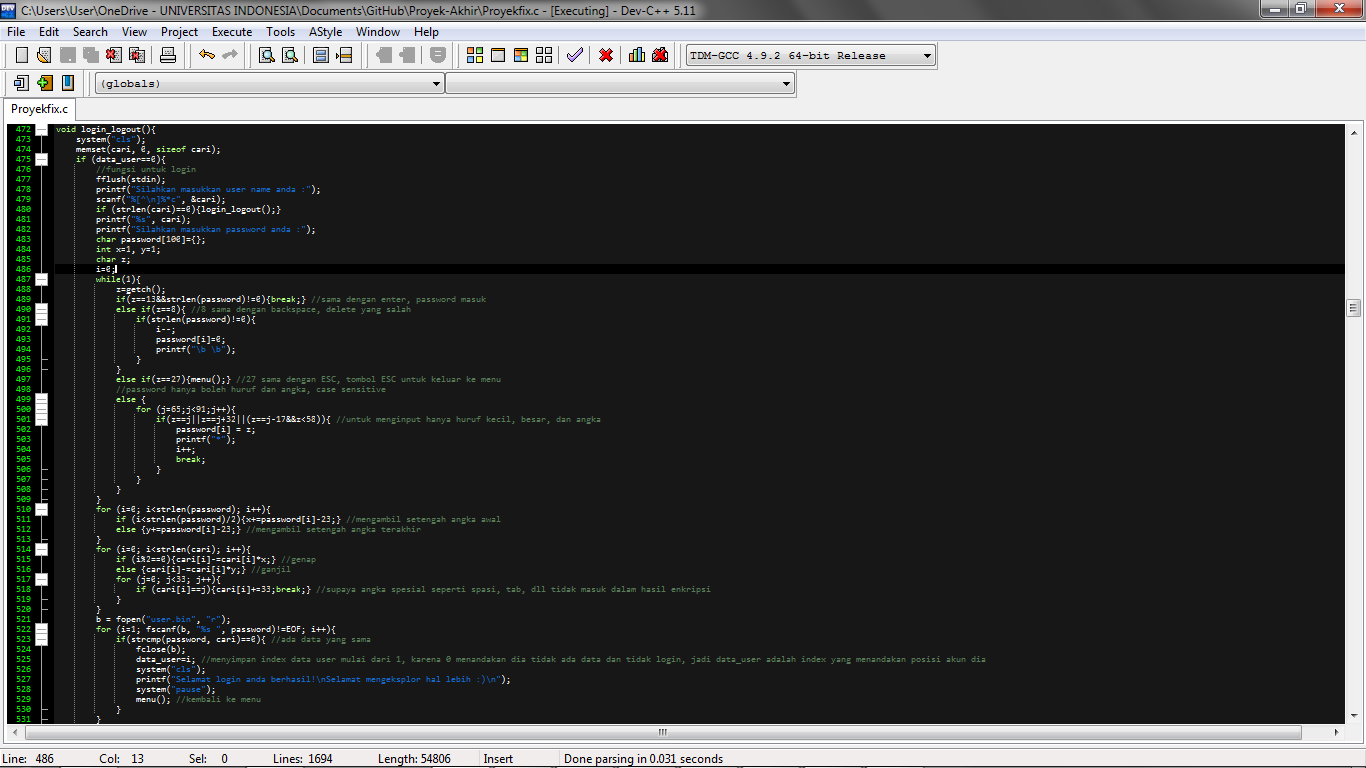 C:\Users\User\OneDrive - UNIVERSITAS INDONESIA\Documents\GitHub\Proyek-Akhir\Proyekfix.c - [Executing] - Dev-C++ 5.11
File Edit Search View Project Execute Tools AStyle Window Help
TDM-GCC 4.9.2 64-bit Release
(globals)
Proyekfix.c
472 void login_logout(){
473 system("cls");
474 memset(cari, 0, sizeof cari);
475 if (data_user==0){
476 //fungsi untuk login
477 fflush(stdin);
478 printf("Silahkan masukkan user name anda :");
479 scanf("%[^\n]%*c", &cari);
480 if (strlen(cari)==0){login_logout();}
481 printf("%s", cari);
482 printf("Silahkan masukkan password anda :");
483 char password[100]={};
484 int x=1, y=1;
485 char z;
486 i=0;
487 while(1){
488 z=getch();
489 if(z==13&&strlen(password)!=0){break;} //sama dengan enter, password masuk
490 else if(z==8){ //8 sama dengan backspace, delete yang salah
491 if(strlen(password)!=0){
492 i--;
493 password[i]=0;
494 printf("\b \b");
495 }
496 }
497 else if(z==27){menu();} //27 sama dengan ESC, tombol ESC untuk keluar ke menu
498 //password hanya boleh huruf dan angka, case sensitive
499 else {
500 for (j=65;j<91;j++){
501 if(z==j||z==j+32||(z==j-17&&z<58)){ //untuk menginput hanya huruf kecil, besar, dan angka
502 password[i] = z;
503 printf("*");
504 i++;
505 break;
506 }
507 }
508 }
509 }
510 for (i=0; i<strlen(password); i++){
511 if (i<strlen(password)/2){x+=password[i]-23;} //mengambil setengah angka awal
512 else {y+=password[i]-23;} //mengambil setengah angka terakhir
513 }
514 for (i=0; i<strlen(cari); i++){
515 if (i%2==0){cari[i]-=cari[i]*x;} //genap
516 else {cari[i]-=cari[i]*y;} //ganjil
517 for (j=0; j<33; j++){
518 if (cari[i]==j){cari[i]+=33;break;} //supaya angka spesial seperti spasi, tab, dll tidak masuk dalam hasil enkripsi
519 }
520 }
521 b = fopen("user.bin", "r");
522 for (i=1; fscanf(b, "%s ", password)!=EOF; i++){
523 if(strcmp(password, cari)==0){ //ada data yang sama
524 fclose(b);
525 data_user=i; //menyimpan index data user mulai dari 1, karena 0 menandakan dia tidak ada data dan tidak login, jadi data_user adalah index yang menandakan posisi akun dia
526 system("cls");
527 printf("Selamat login anda berhasil!\nSelamat mengeksplor hal lebih :)\n");
528 system("pause");
529 menu(); //kembali ke menu
530 }
531 }
Line: 486 Col: 13 Sel: 0 Lines: 1694 Length: 54806 Insert Done parsing in 0.031 seconds